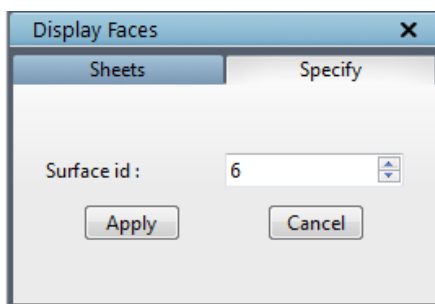 Display Faces
Sheets Specify
Surface id : 6
Apply Cancel